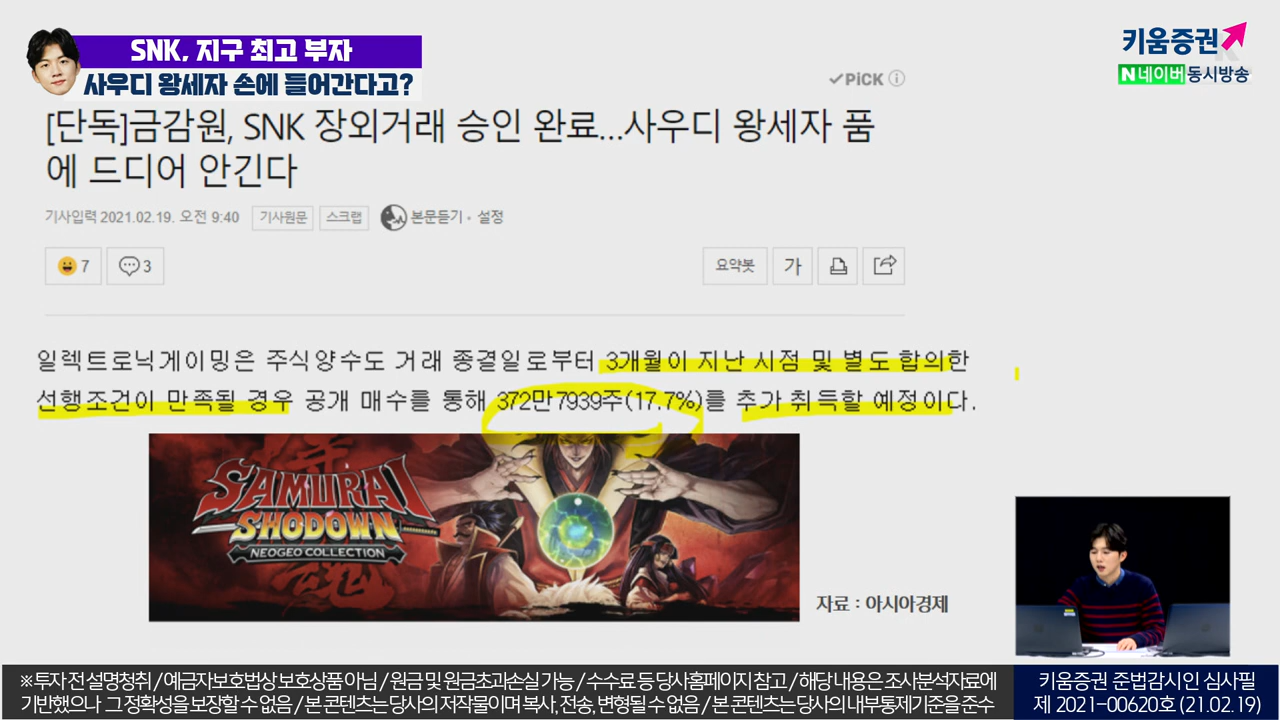 SNK, 지구 최고 부자
사우디 왕세자 손에 들어간다고?
키움증권
N 네이버 동시방송
PiCK
[단독]금감원, SNK 장외거래 승인 완료...사우디 왕세자 품
에 드디어 안긴다
기사입력 2021.02.19. 오전 9:40 기사원문 스크랩 본문듣기 · 설정
7 3 요약봇 가
일렉트로닉게이밍은 주식양수도 거래 종결일로부터 3개월이 지난 시점 및 별도 합의한
선행조건이 만족될 경우 공개 매수를 통해 372만7939주(17.7%)를 추가 취득할 예정이다.
SAMURAI
SHODOWN
NEOGEO COLLECTION
자료 : 아시아경제
※ 투자 전 설명청취 / 예금자보호법상 보호상품 아님 / 원금 및 원금초과손실 가능 / 수수료 등 당사홈페이지 참고 / 해당 내용은 조사분석자료에
기반했으나 그 정확성을 보장할 수 없음 / 본 콘텐츠는 당사의 저작물이며 복사, 전송, 변형될 수 없음 / 본 콘텐츠는 당사의 내부통제기준을 준수
키움증권 준법감시인 심사필
제 2021-00620호 (21.02.19)